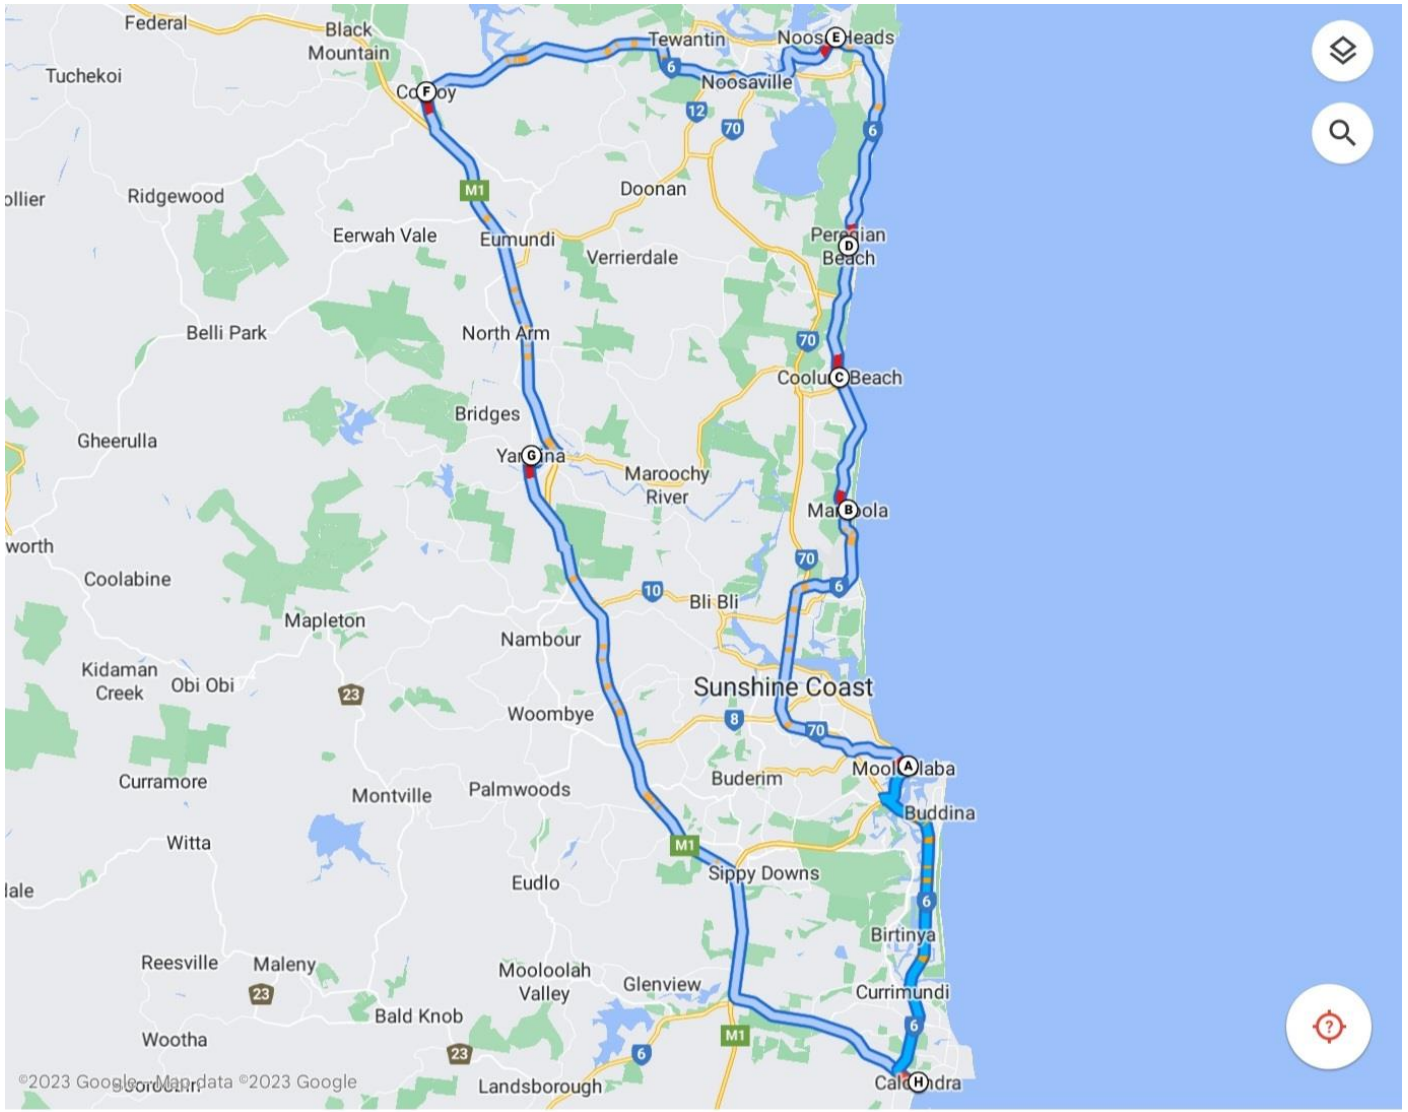 Federal
Black
Mountain
Tewantin
Noosa Heads
E
Tuchekoi
6
Noosaville
Cooroy
F
12
70
6
M1
Doonan
ollier
Ridgewood
Eerwah Vale
Eumundi
Peregian
Beach
D
Verrierdale
Belli Park
North Arm
70
Coolum Beach
C
Bridges
Gheerulla
Yandina
G
Maroochy
River
Marcoola
B
worth
70
Coolabine
10
6
Bli Bli
Mapleton
Nambour
Kidaman
Creek
Obi Obi
23
Sunshine Coast
Woombye
8
70
Mooloolaba
A
Curramore
Montville
Palmwoods
Buderim
Buddina
Witta
M1
Sippy Downs
dale
Eudlo
6
Birtinya
Reesville
Maleny
Mooloolah
Valley
Glenview
Currimundi
23
Bald Knob
6
M1
Wootha
23
6
?
©2023 Google - Map data ©2023 Google
Landsborough
Caloundra
H